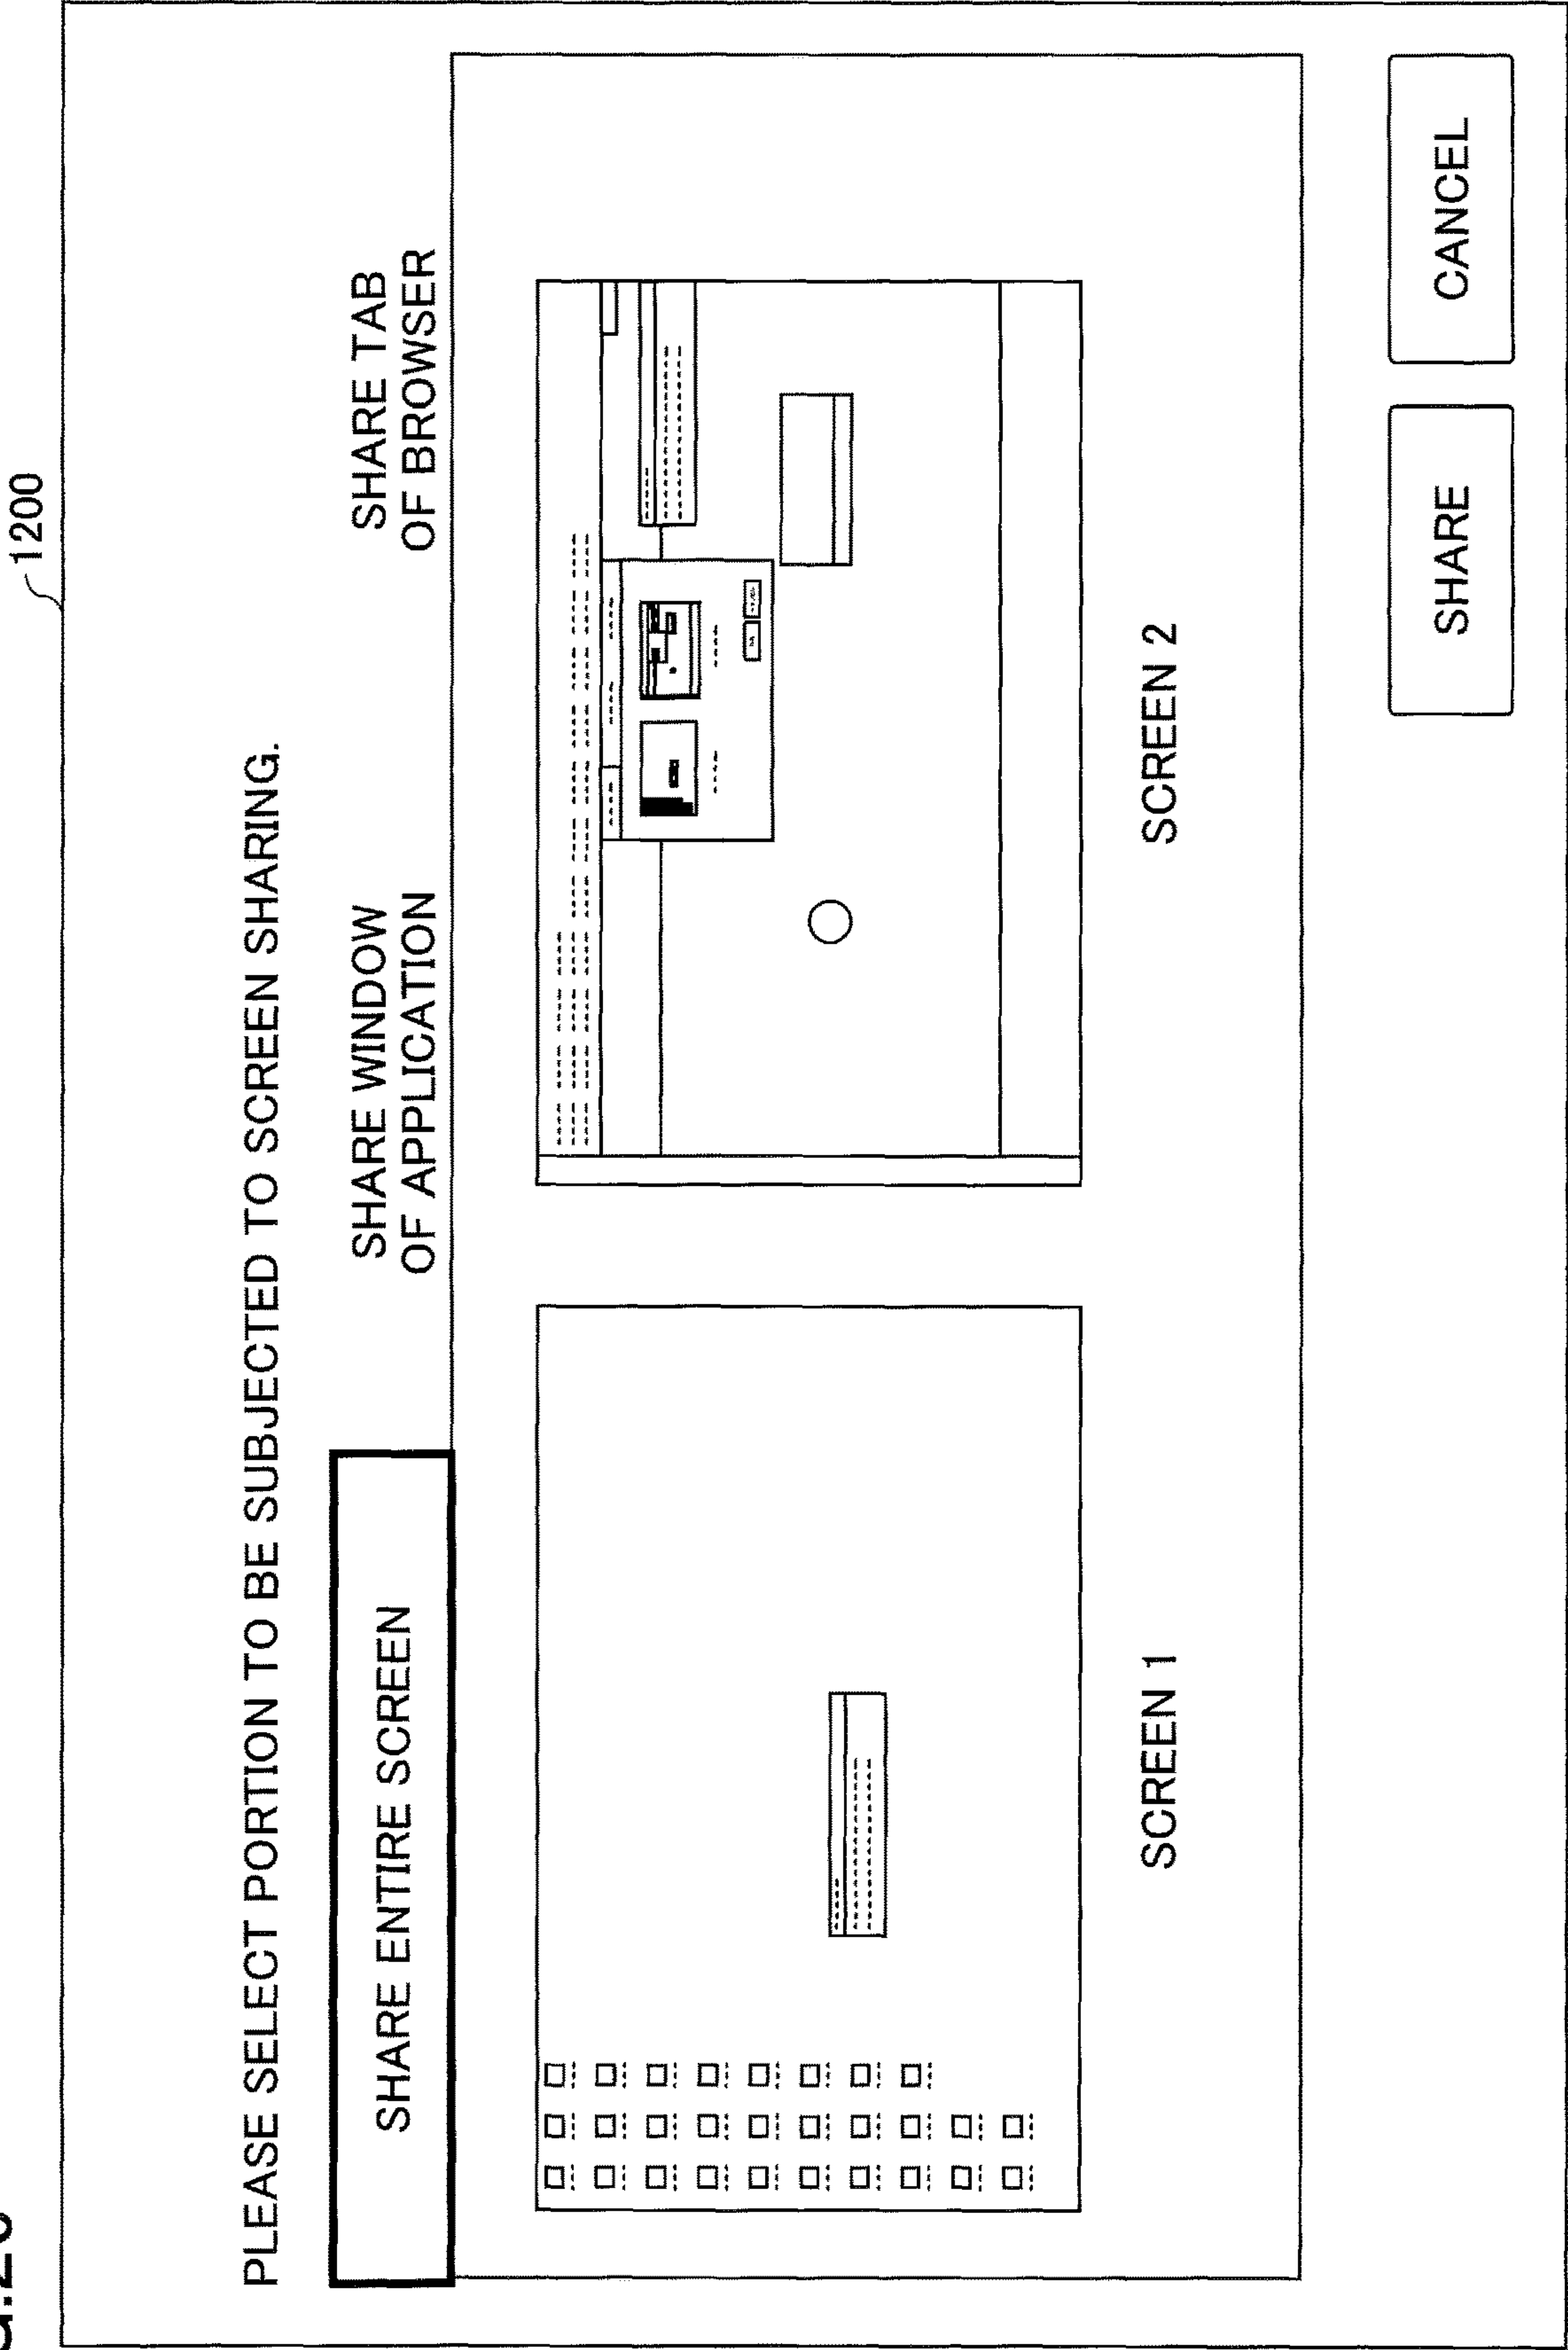 1200
PLEASE SELECT PORTION TO BE SUBJECTED TO SCREEN SHARING.
SHARE ENTIRE SCREEN
SHARE WINDOW
OF APPLICATION
SHARE TAB
OF BROWSER
SCREEN 1
SCREEN 2
SHARE
CANCEL